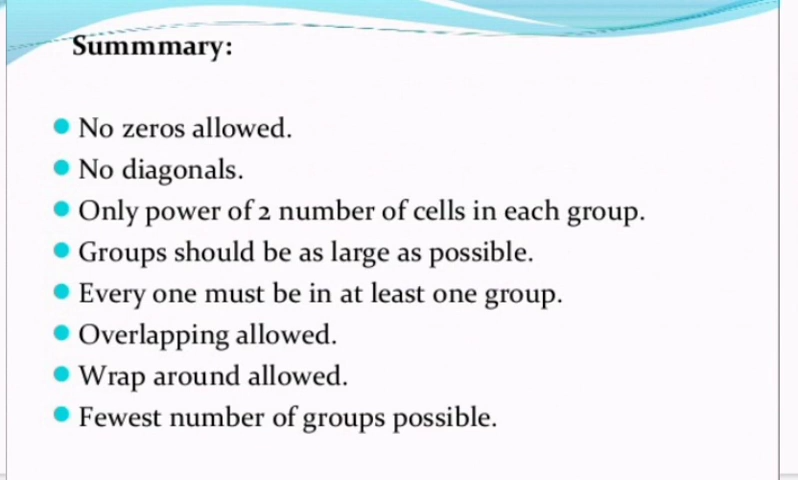 Summmary:
No zeros allowed.
No diagonals.
Only power of 2 number of cells in each group.
Groups should be as large as possible.
Every one must be in at least one group.
Overlapping allowed.
Wrap around allowed.
Fewest number of groups possible.